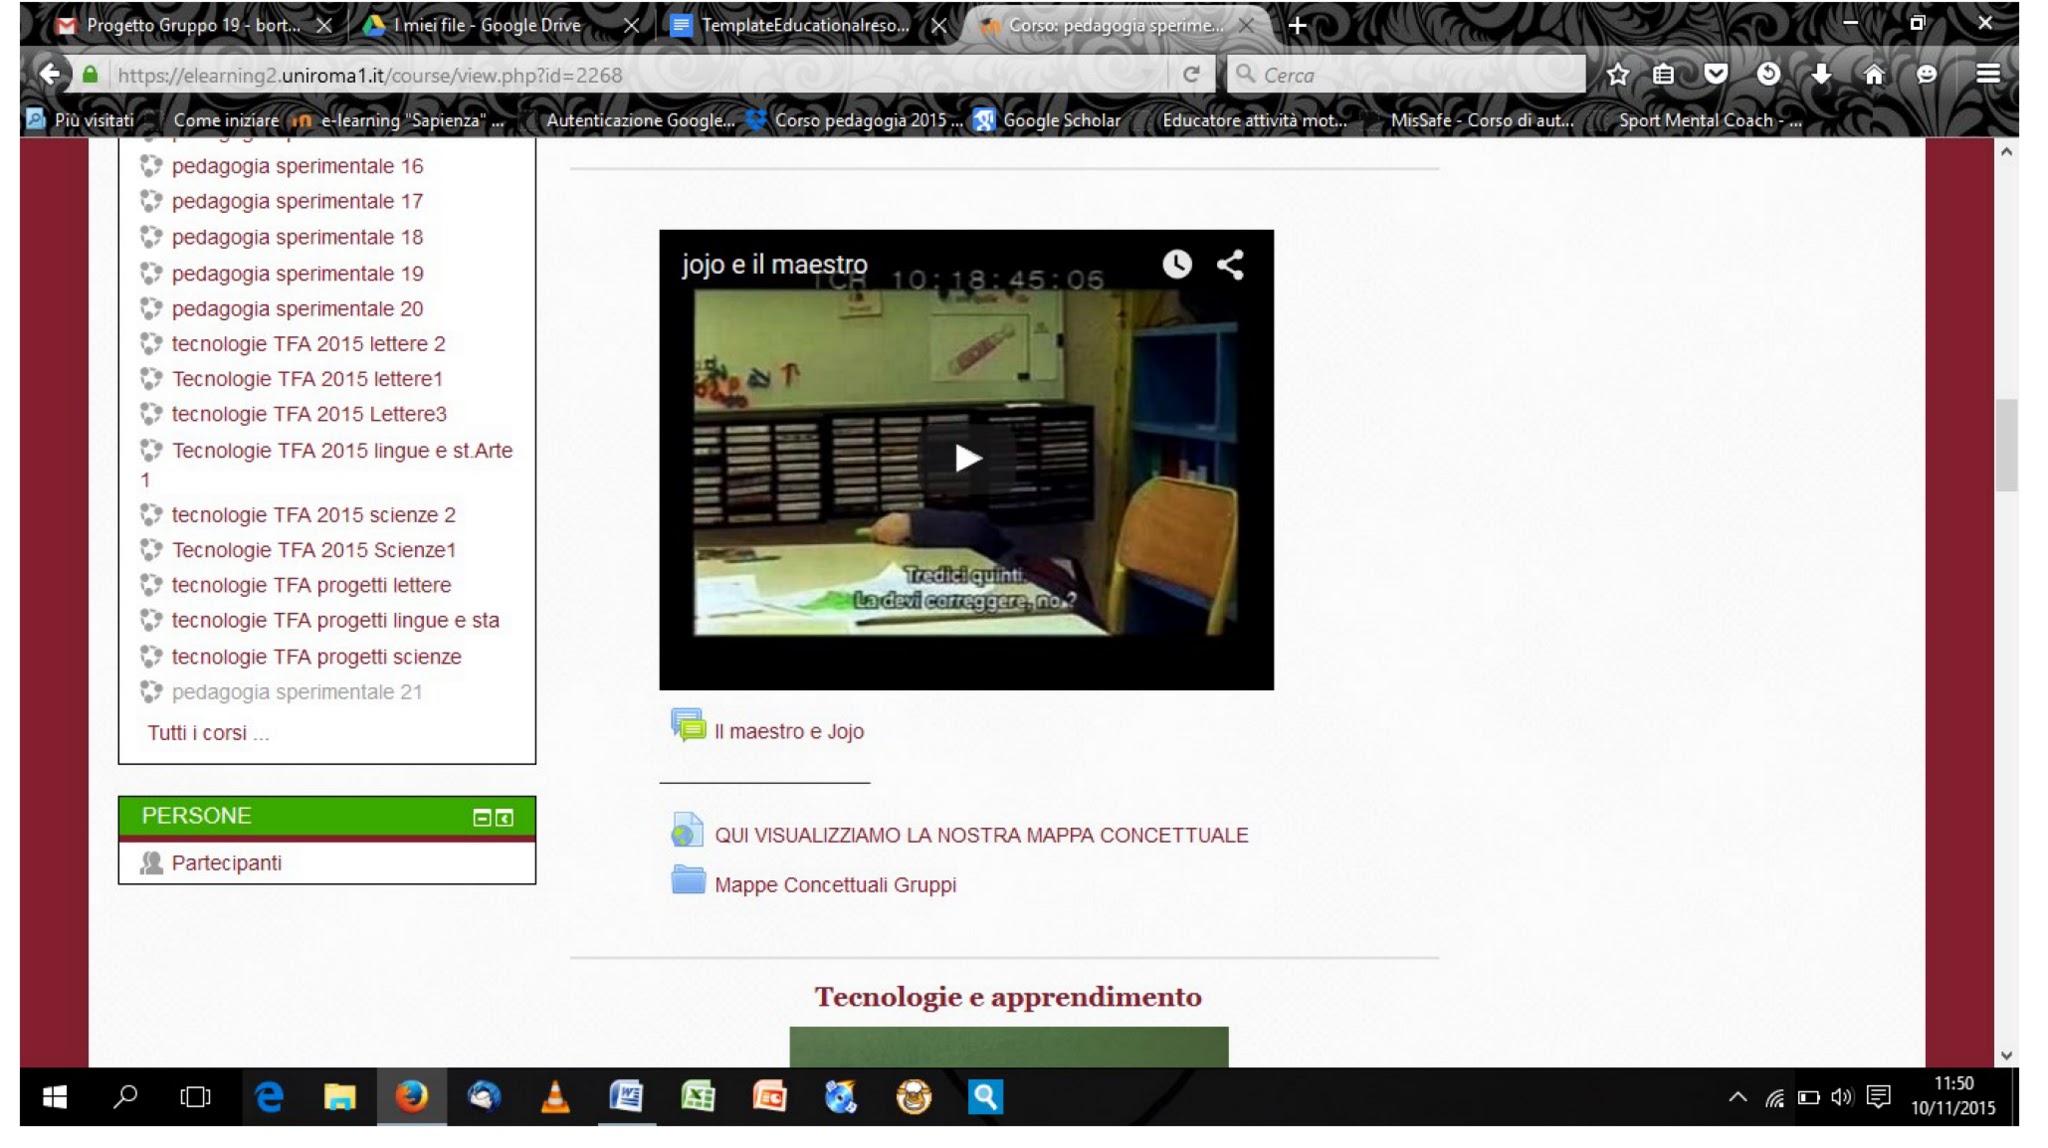 Progetto Gruppo 19 - bort...
I miei file - Google Drive
TemplateEducationalreso...
Corso: pedagogia sperime...
https://elearning2.uniroma1.it/course/view.php?id=2268
Cerca
Più visitati
Come iniziare
e-learning "Sapienza" ...
Autenticazione Google...
Corso pedagogia 2015 ...
Google Scholar
Educatore attività mot...
MisSafe - Corso di aut...
Sport Mental Coach - ...
pedagogia sperimentale 16
pedagogia sperimentale 17
pedagogia sperimentale 18
pedagogia sperimentale 19
pedagogia sperimentale 20
tecnologie TFA 2015 lettere 2
Tecnologie TFA 2015 lettere1
tecnologie TFA 2015 Lettere3
Tecnologie TFA 2015 lingue e st.Arte
1
tecnologie TFA 2015 scienze 2
Tecnologie TFA 2015 Scienze1
tecnologie TFA progetti lettere
tecnologie TFA progetti lingue e sta
tecnologie TFA progetti scienze
pedagogia sperimentale 21
Tutti i corsi ...
PERSONE
Partecipanti
jojo e il maestro
TCR 10:18:45:05
Tredici quinti.
La devi correggere, no?
Il maestro e Jojo
QUI VISUALIZZIAMO LA NOSTRA MAPPA CONCETTUALE
Mappe Concettuali Gruppi
Tecnologie e apprendimento
11:50
10/11/2015